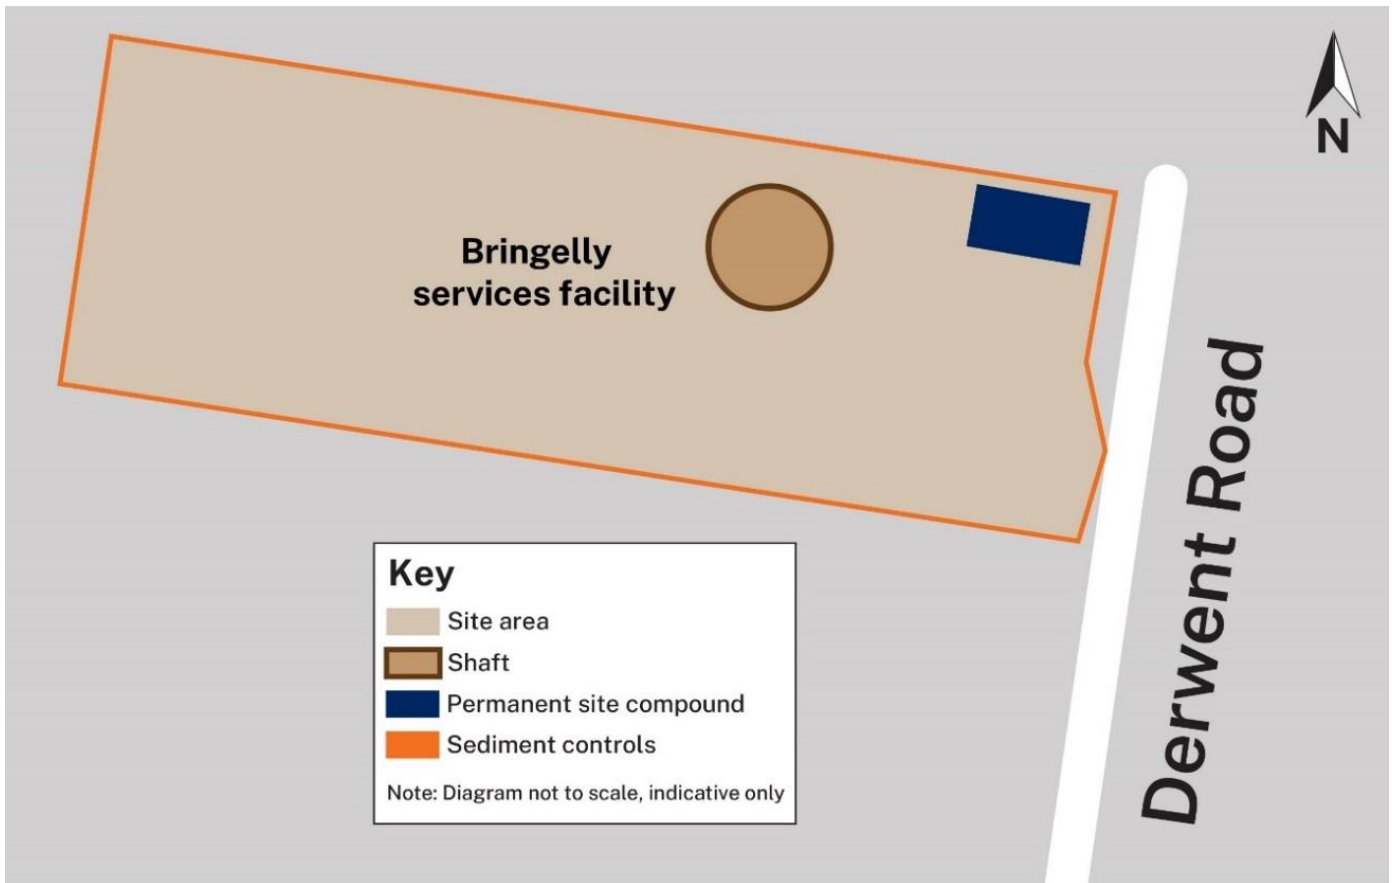 N
Bringelly
services facility
Derwent Road
Key
Site area
Shaft
Permanent site compound
Sediment controls
Note: Diagram not to scale, indicative only